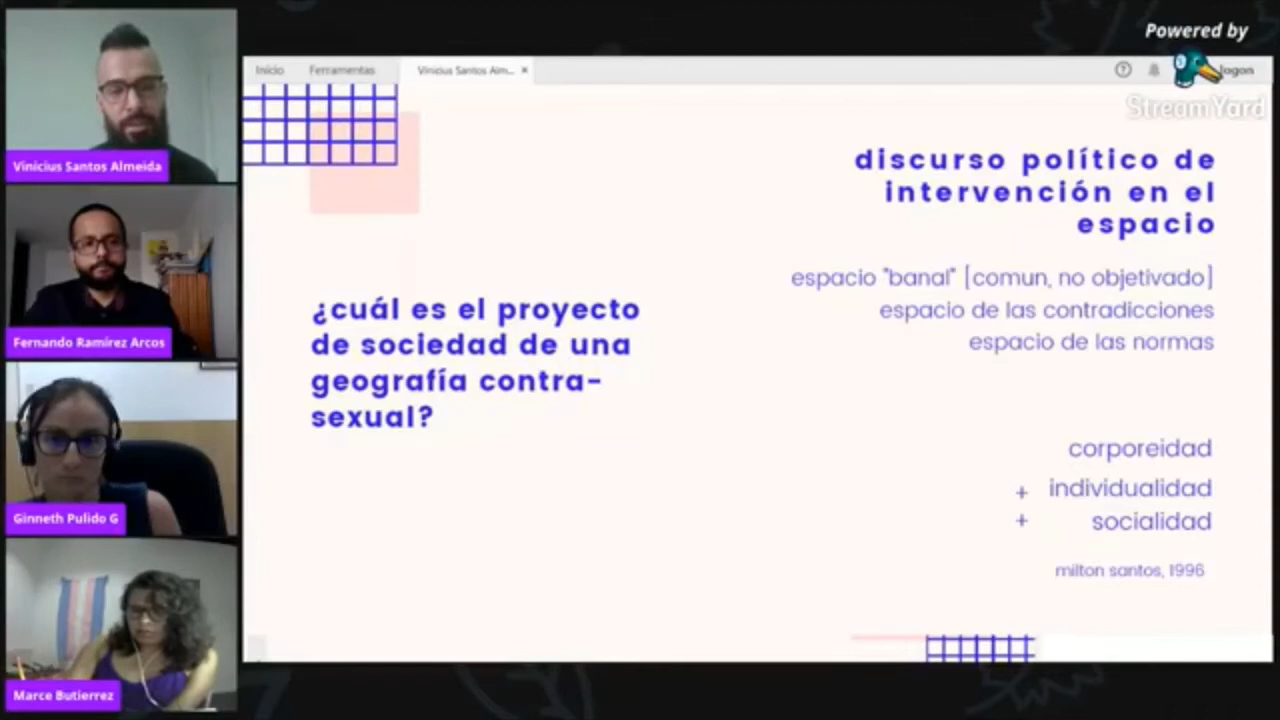 Powered by
StreamYard
Início
Ferramentas
Vinicius Santos Alm...
Vinicius Santos Almeida
Fernando Ramirez Arcos
Ginneth Pulido G
Marce Butierrez
¿cuál es el proyecto
de sociedad de una
geografía contra-
sexual?
discurso político de
intervención en el
espacio
espacio "banal" [comun, no objetivado]
espacio de las contradicciones
espacio de las normas
corporeidad
+ individualidad
+ socialidad
milton santos, 1996